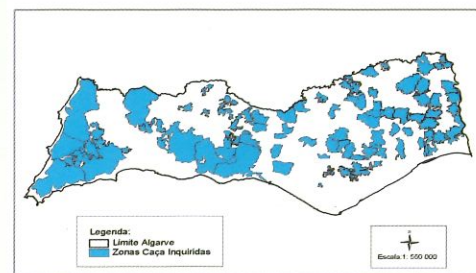 Legenda:
Limite Algarve
Zonas Caça Inquiridas
Escala:1: 550 000